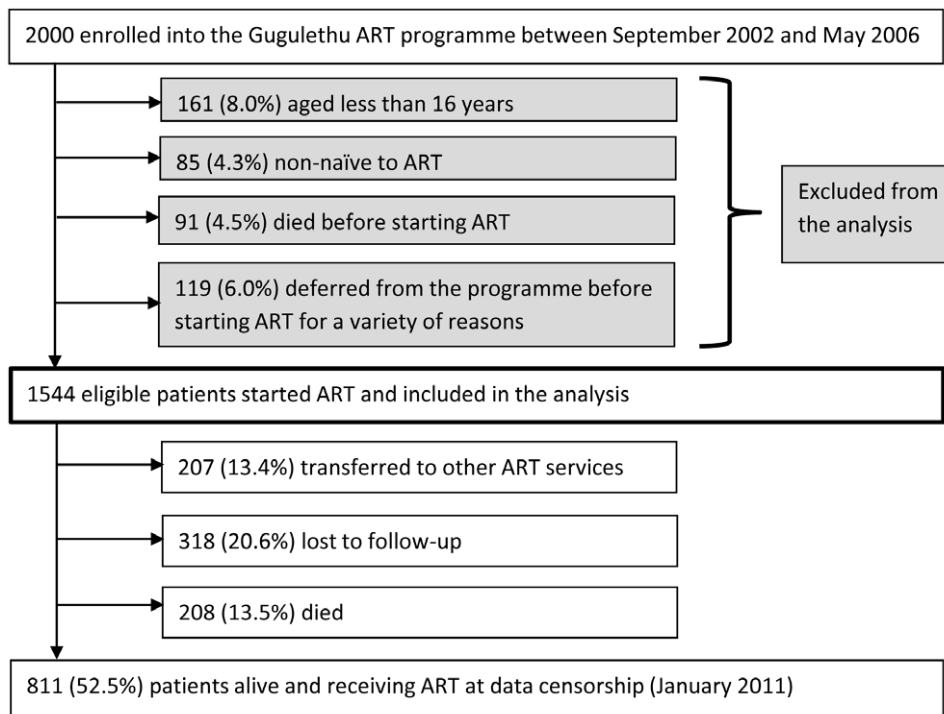 2000 enrolled into the Gugulethu ART programme between September 2002 and May 2006
161 (8.0%) aged less than 16 years
85 (4.3%) non-naïve to ART
91 (4.5%) died before starting ART
119 (6.0%) deferred from the programme before
starting ART for a variety of reasons
Excluded from
the analysis
1544 eligible patients started ART and included in the analysis
207 (13.4%) transferred to other ART services
318 (20.6%) lost to follow-up
208 (13.5%) died
811 (52.5%) patients alive and receiving ART at data censorship (January 2011)